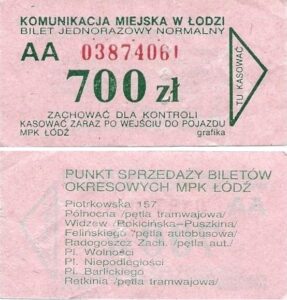 KOMUNIKACJA MIEJSKA W ŁODZI
BILET JEDNORAZOWY NORMALNY
AA 03874061
700 zł
TU KASOWAĆ
ZACHOWAĆ DLA KONTROLI
KASOWAĆ ZARAZ PO WEJŚCIU DO POJAZDU
MPK ŁÓDŹ grafika
PUNKT SPRZEDAŻY BILETÓW
OKRESOWYCH MPK ŁÓDŹ
Piotrkowska 157
Północna /pętla tramwajowa/
Widzew /Rokicińska-Puszkina/
Felińskiego /pętla autobusowa/
Radogoszcz Zach. /pętla aut./
Pl. Wolności
Pl. Niepodległości
Pl. Barlickiego
Retkinia /pętla tramwajowa/